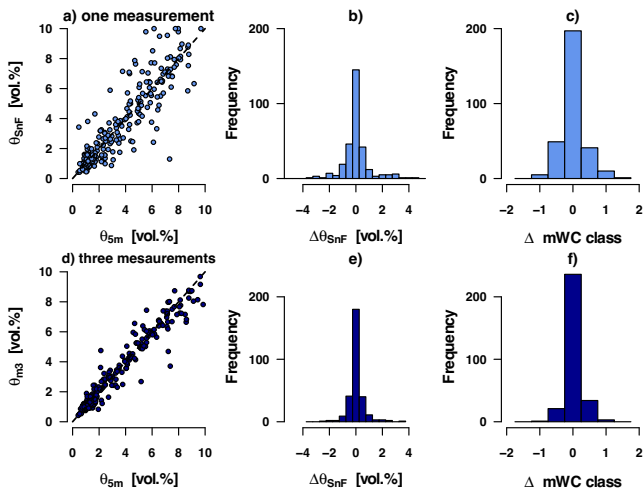 a) one measurement
b)
c)
θSnF [vol.%]
10
8
6
4
2
0
0 2 4 6 8 10
θ5m [vol.%]
Frequency
200
100
0
−4 −2 0 2 4
ΔθSnF [vol.%]
Frequency
200
100
0
−2 −1 0 1 2
Δ mWC class
d) three mesaurements
e)
f)
θm3 [vol.%]
10
8
6
4
2
0
0 2 4 6 8 10
θ5m [vol.%]
Frequency
200
100
0
−4 −2 0 2 4
ΔθSnF [vol.%]
Frequency
200
100
0
−2 −1 0 1 2
Δ mWC class